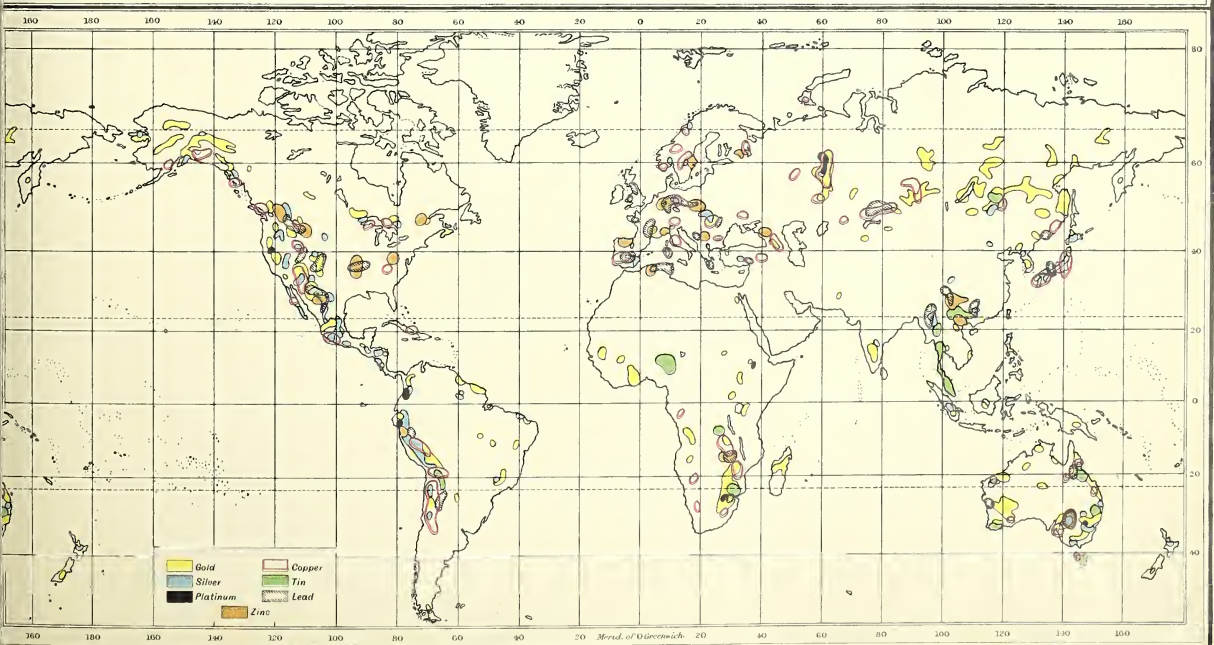 160 180 160 140 120 100 80 60 40 20 0 20 40 60 80 100 120 140 160
80
60
40
20
0
20
40
Gold Copper
Silver Tin
Platinum Lead
Zinc
160 180 160 140 120 100 80 60 40 20 Merid. of 0 Greenwich. 20 40 60 80 100 120 140 160